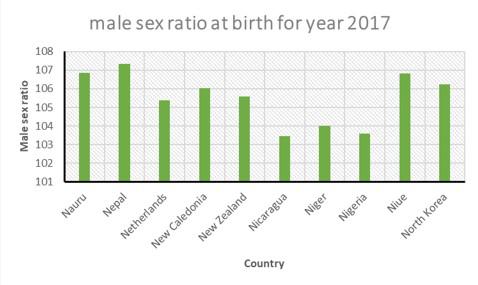 male sex ratio at birth for year 2017
108
107
106
105
104
103
102
101
Male sex ratio
Nauru
Nepal
Netherlands
New Caledonia
New Zealand
Nicaragua
Niger
Nigeria
Niue
North Korea
Country